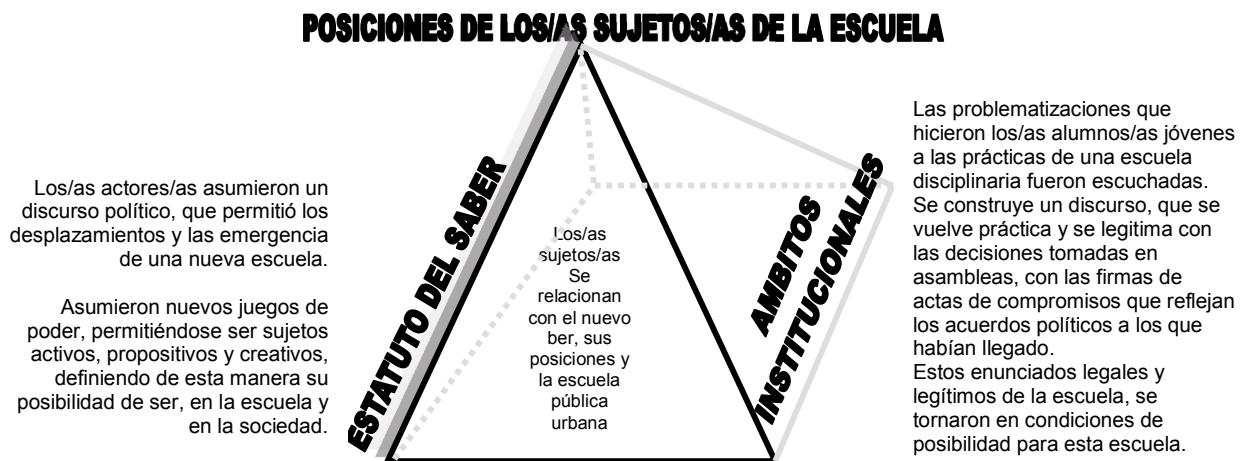 POSICIONES DE LOS/AS SUJETOS/AS DE LA ESCUELA
Los/as actores/as asumieron un
discurso político, que permitió los
desplazamientos y las emergencia
de una nueva escuela.
Asumieron nuevos juegos de
poder, permitiéndose ser sujetos
activos, propositivos y creativos,
definiendo de esta manera su
posibilidad de ser, en la escuela y
en la sociedad.
ESTATUTO DEL SABER
Los/as
sujetos/as
Se
relacionan
con el nuevo
ber, sus
posiciones y
la escuela
pública
urbana
AMBITOS
INSTITUCIONALES
Las problematizaciones que
hicieron los/as alumnos/as jóvenes
a las prácticas de una escuela
disciplinaria fueron escuchadas.
Se construye un discurso, que se
vuelve práctica y se legitima con
las decisiones tomadas en
asambleas, con las firmas de
actas de compromisos que reflejan
los acuerdos políticos a los que
habían llegado.
Estos enunciados legales y
legítimos de la escuela, se
tornaron en condiciones de
posibilidad para esta escuela.